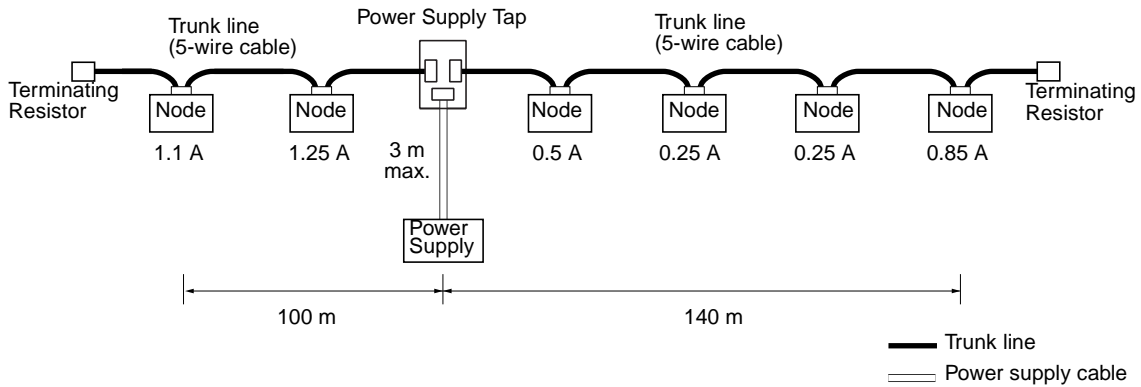 Power Supply Tap
Trunk line
(5-wire cable)
Trunk line
(5-wire cable)
Terminating
Resistor
Node
Node
Node
Node
Node
Node
Terminating
Resistor
1.1 A
1.25 A
3 m
max.
0.5 A
0.25 A
0.25 A
0.85 A
Power
Supply
100 m
140 m
Trunk line
Power supply cable